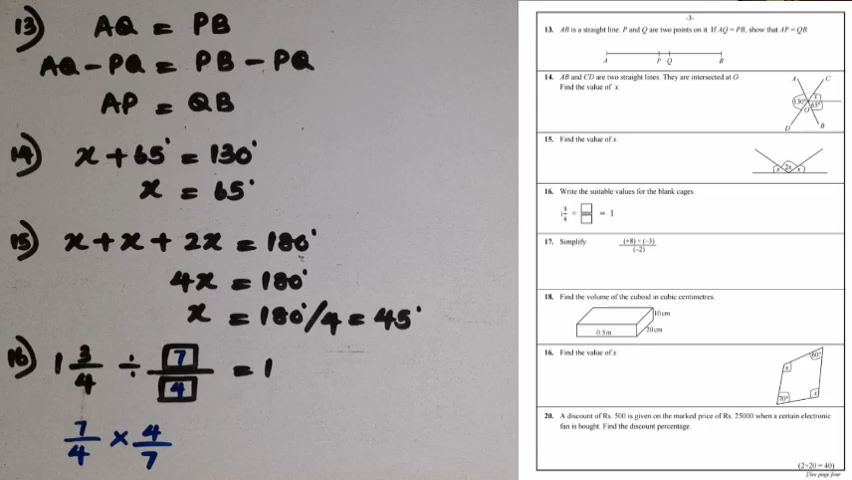 13) AQ = PB
AQ - PQ = PB - PQ
AP = QB
14) x + 65° = 130°
x = 65°
15) x + x + 2x = 180°
4x = 180°
x = 180°/4 = 45°
16) 1 3/4 ÷ 7/4 = 1
7/4 × 4/7
-3-
13. AB is a straight line. P and Q are two points on it. If AQ = PB, show that AP = QB.
A P Q B
14. AB and CD are two straight lines. They are intersected at O.
Find the value of x.
A C
130° x
O 65°
D B
15. Find the value of x.
x 2x x
16. Write the suitable values for the blank cages.
1 3/4 ÷ □/□ = 1
17. Simplify (+8) × (-3) / (-2)
18. Find the volume of the cuboid in cubic centimetres.
10cm
0.5m 20cm
16. Find the value of x
80°
x
70° x
20. A discount of Rs. 500 is given on the marked price of Rs. 25000 when a certain electronic
fan is bought. Find the discount percentage.
(2×20 = 40)
[See page four